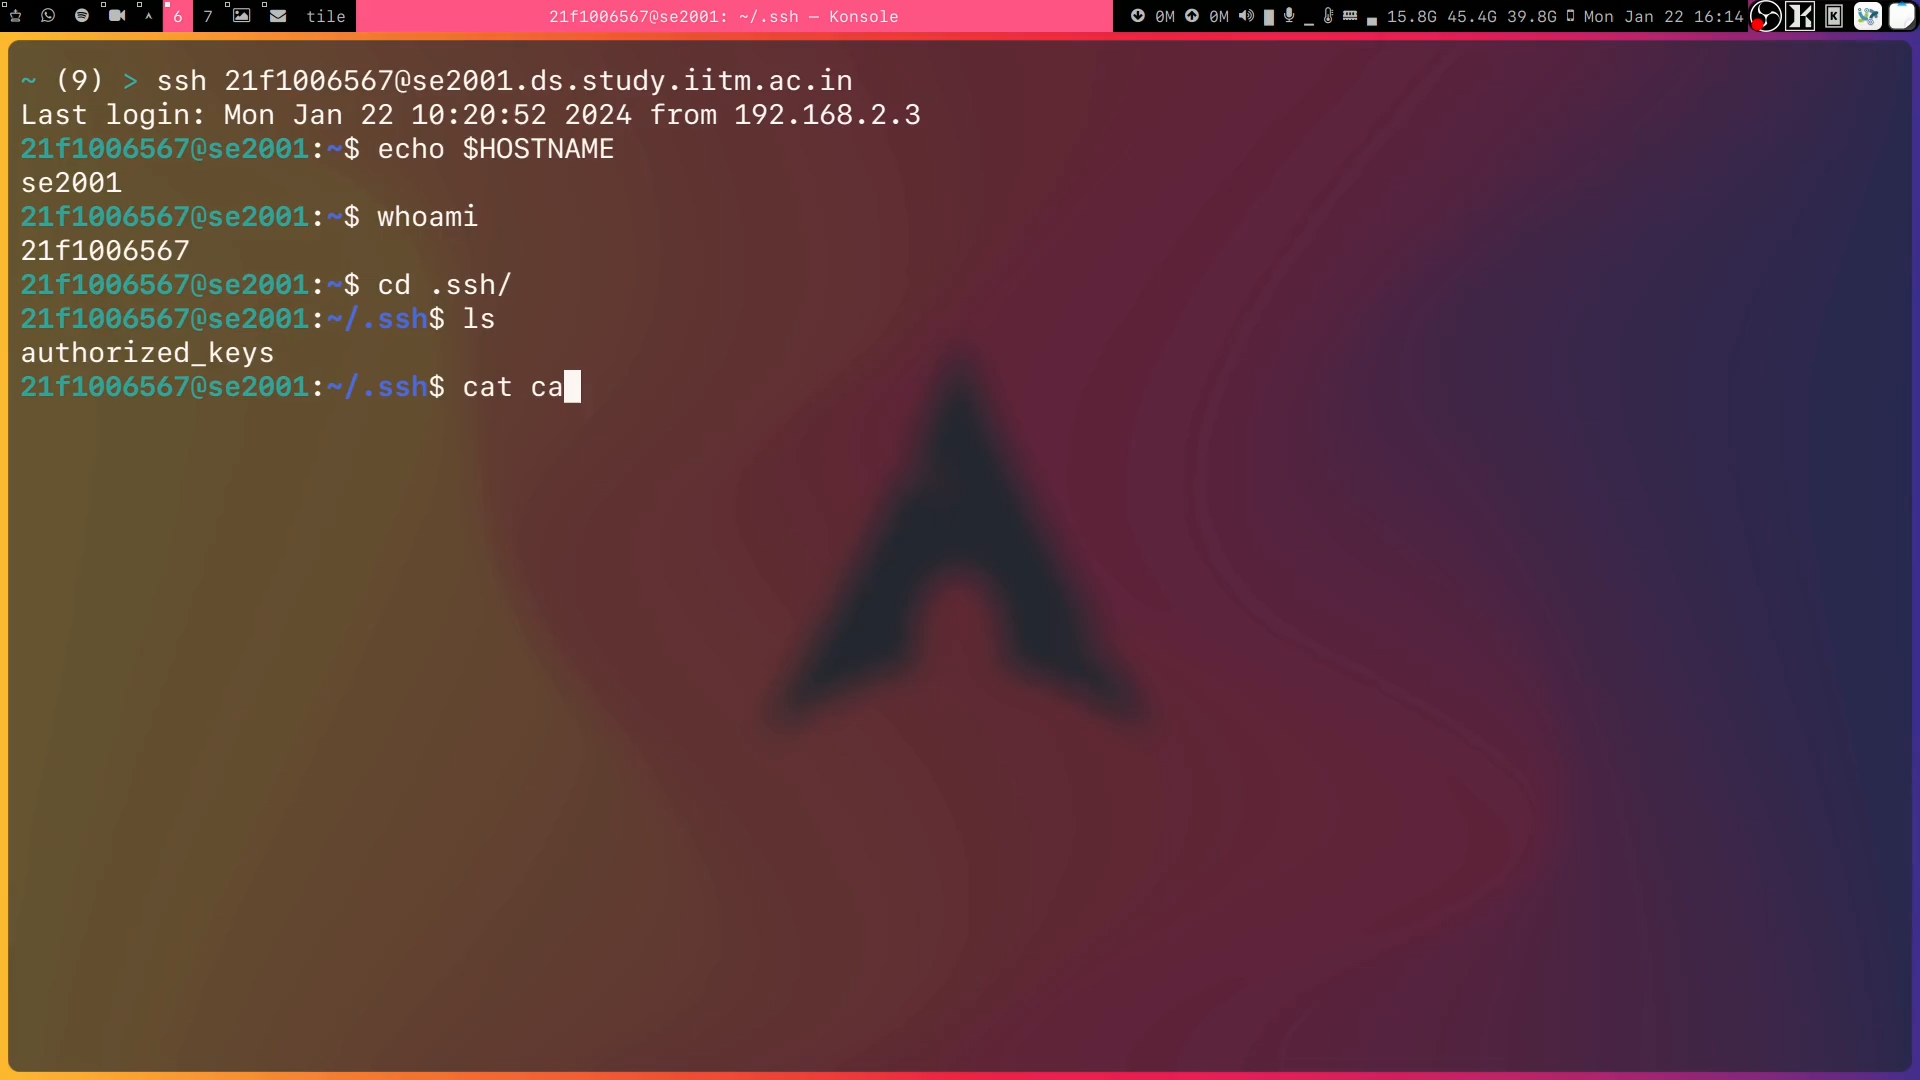 6 7 tile 21f1006567@se2001: ~/.ssh — Konsole 0M 0M 15.8G 45.4G 39.8G Mon Jan 22 16:14
~ (9) > ssh 21f1006567@se2001.ds.study.iitm.ac.in
Last login: Mon Jan 22 10:20:52 2024 from 192.168.2.3
21f1006567@se2001:~$ echo $HOSTNAME
se2001
21f1006567@se2001:~$ whoami
21f1006567
21f1006567@se2001:~$ cd .ssh/
21f1006567@se2001:~/.ssh$ ls
authorized_keys
21f1006567@se2001:~/.ssh$ cat ca